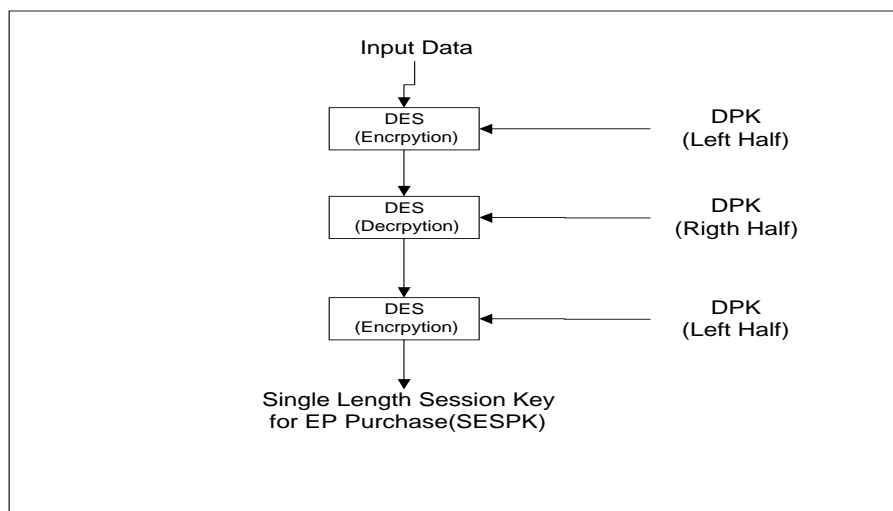 Input Data
DES
(Encrpytion)
DPK
(Left Half)
DES
(Decrpytion)
DPK
(Rigth Half)
DES
(Encrpytion)
DPK
(Left Half)
Single Length Session Key
for EP Purchase(SESPK)